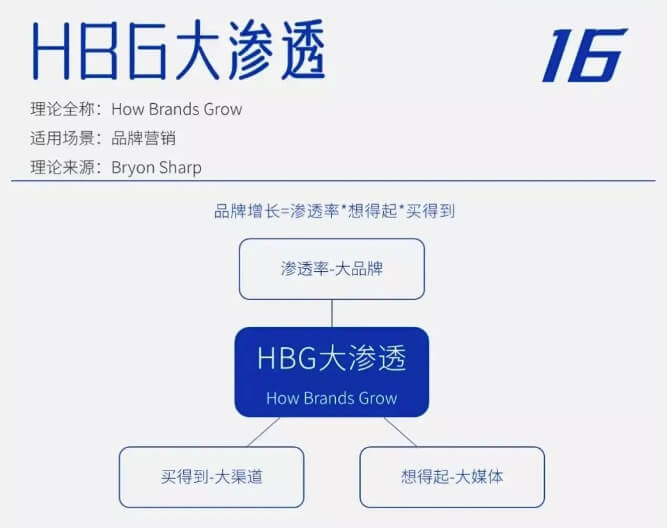 HBG大渗透
16
理论全称：How Brands Grow
适用场景：品牌营销
理论来源：Bryon Sharp
品牌增长=渗透率*想得起*买得到
渗透率-大品牌
HBG大渗透
How Brands Grow
买得到-大渠道
想得起-大媒体